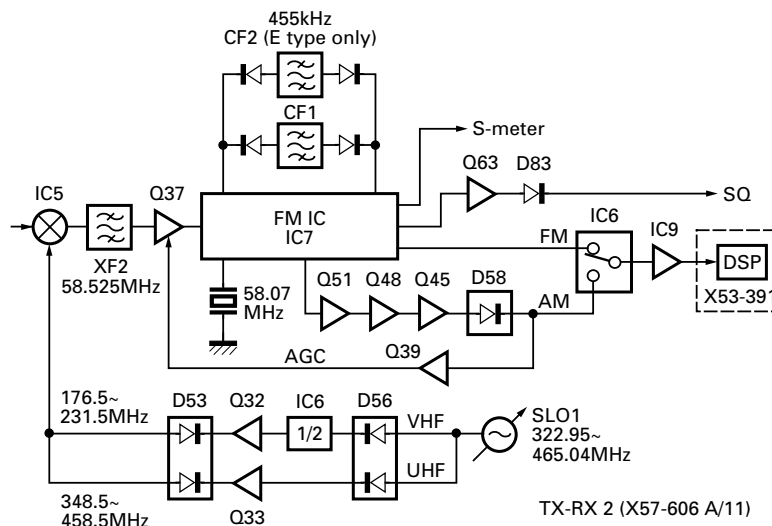 455kHz
CF2 (E type only)
CF1
S-meter
Q63
D83
SQ
IC5
Q37
FM IC
IC7
FM
IC6
IC9
DSP
X53-391
XF2
58.525MHz
58.07
MHz
Q51
Q48
Q45
D58
AM
AGC
Q39
176.5~
231.5MHz
D53
Q32
IC6
1/2
D56
VHF
UHF
SLO1
322.95~
465.04MHz
348.5~
458.5MHz
Q33
TX-RX 2 (X57-606 A/11)